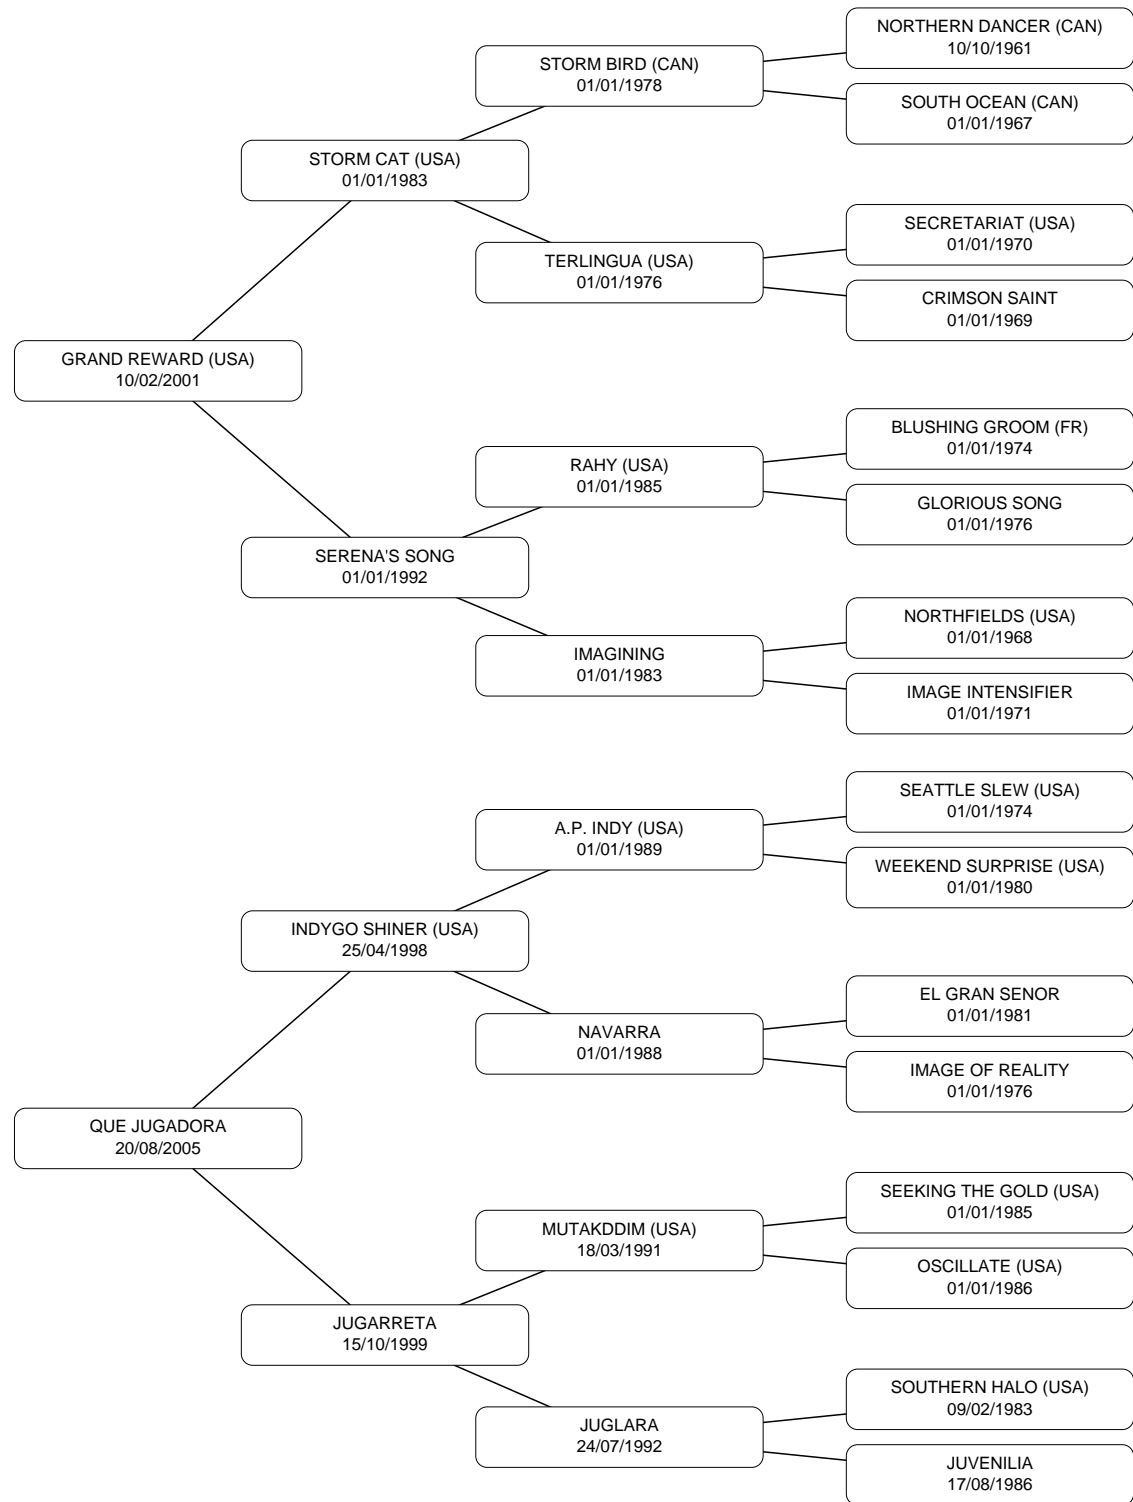 NORTHERN DANCER (CAN)
10/10/1961
STORM BIRD (CAN)
01/01/1978
SOUTH OCEAN (CAN)
01/01/1967
STORM CAT (USA)
01/01/1983
SECRETARIAT (USA)
01/01/1970
TERLINGUA (USA)
01/01/1976
CRIMSON SAINT
01/01/1969
GRAND REWARD (USA)
10/02/2001
BLUSHING GROOM (FR)
01/01/1974
RAHY (USA)
01/01/1985
GLORIOUS SONG
01/01/1976
SERENA'S SONG
01/01/1992
NORTHFIELDS (USA)
01/01/1968
IMAGINING
01/01/1983
IMAGE INTENSIFIER
01/01/1971
SEATTLE SLEW (USA)
01/01/1974
A.P. INDY (USA)
01/01/1989
WEEKEND SURPRISE (USA)
01/01/1980
INDYGO SHINER (USA)
25/04/1998
EL GRAN SENOR
01/01/1981
NAVARRA
01/01/1988
IMAGE OF REALITY
01/01/1976
QUE JUGADORA
20/08/2005
SEEKING THE GOLD (USA)
01/01/1985
MUTAKDDIM (USA)
18/03/1991
OSCILLATE (USA)
01/01/1986
JUGARRETA
15/10/1999
SOUTHERN HALO (USA)
09/02/1983
JUGLARA
24/07/1992
JUVENILIA
17/08/1986